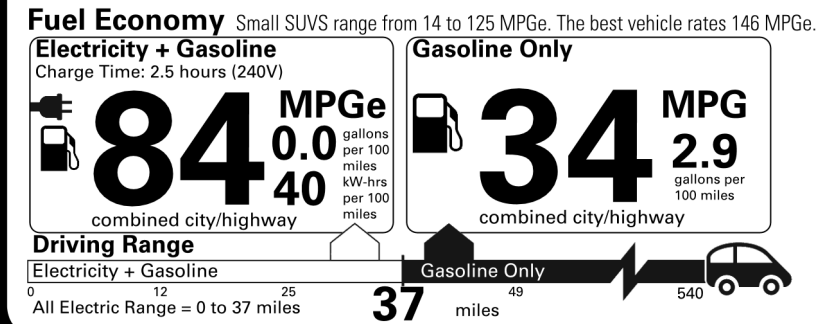 Fuel Economy Small SUVS range from 14 to 125 MPGe. The best vehicle rates 146 MPGe.
Electricity + Gasoline
Charge Time: 2.5 hours (240V)
84
MPGe
0.0
gallons
per 100
miles
40
kW-hrs
per 100
miles
combined city/highway
Gasoline Only
34
MPG
2.9
gallons per
100 miles
combined city/highway
Driving Range
Electricity + Gasoline
Gasoline Only
0 12 25 37 49 540
All Electric Range = 0 to 37 miles
miles